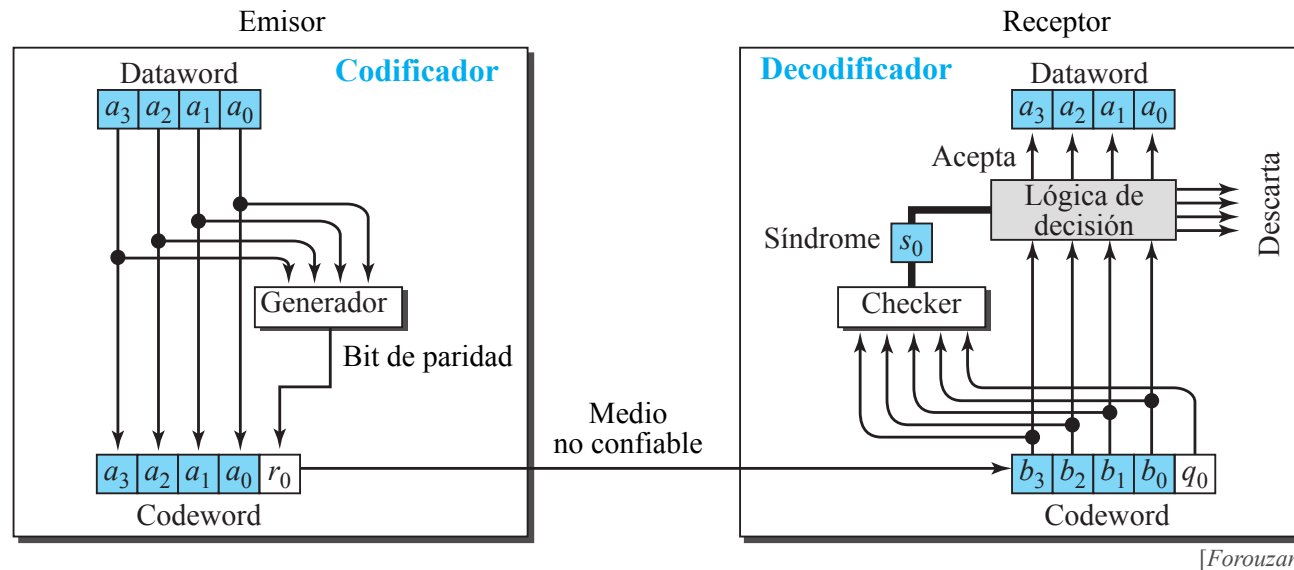 Emisor
Codificador
Dataword
a3 a2 a1 a0
Generador
Bit de paridad
a3 a2 a1 a0 r0
Codeword
Medio
no confiable
Receptor
Decodificador
Dataword
a3 a2 a1 a0
Acepta
Lógica de
decisión
Descarta
Síndrome
s0
Checker
b3 b2 b1 b0 q0
Codeword
[Forouzan